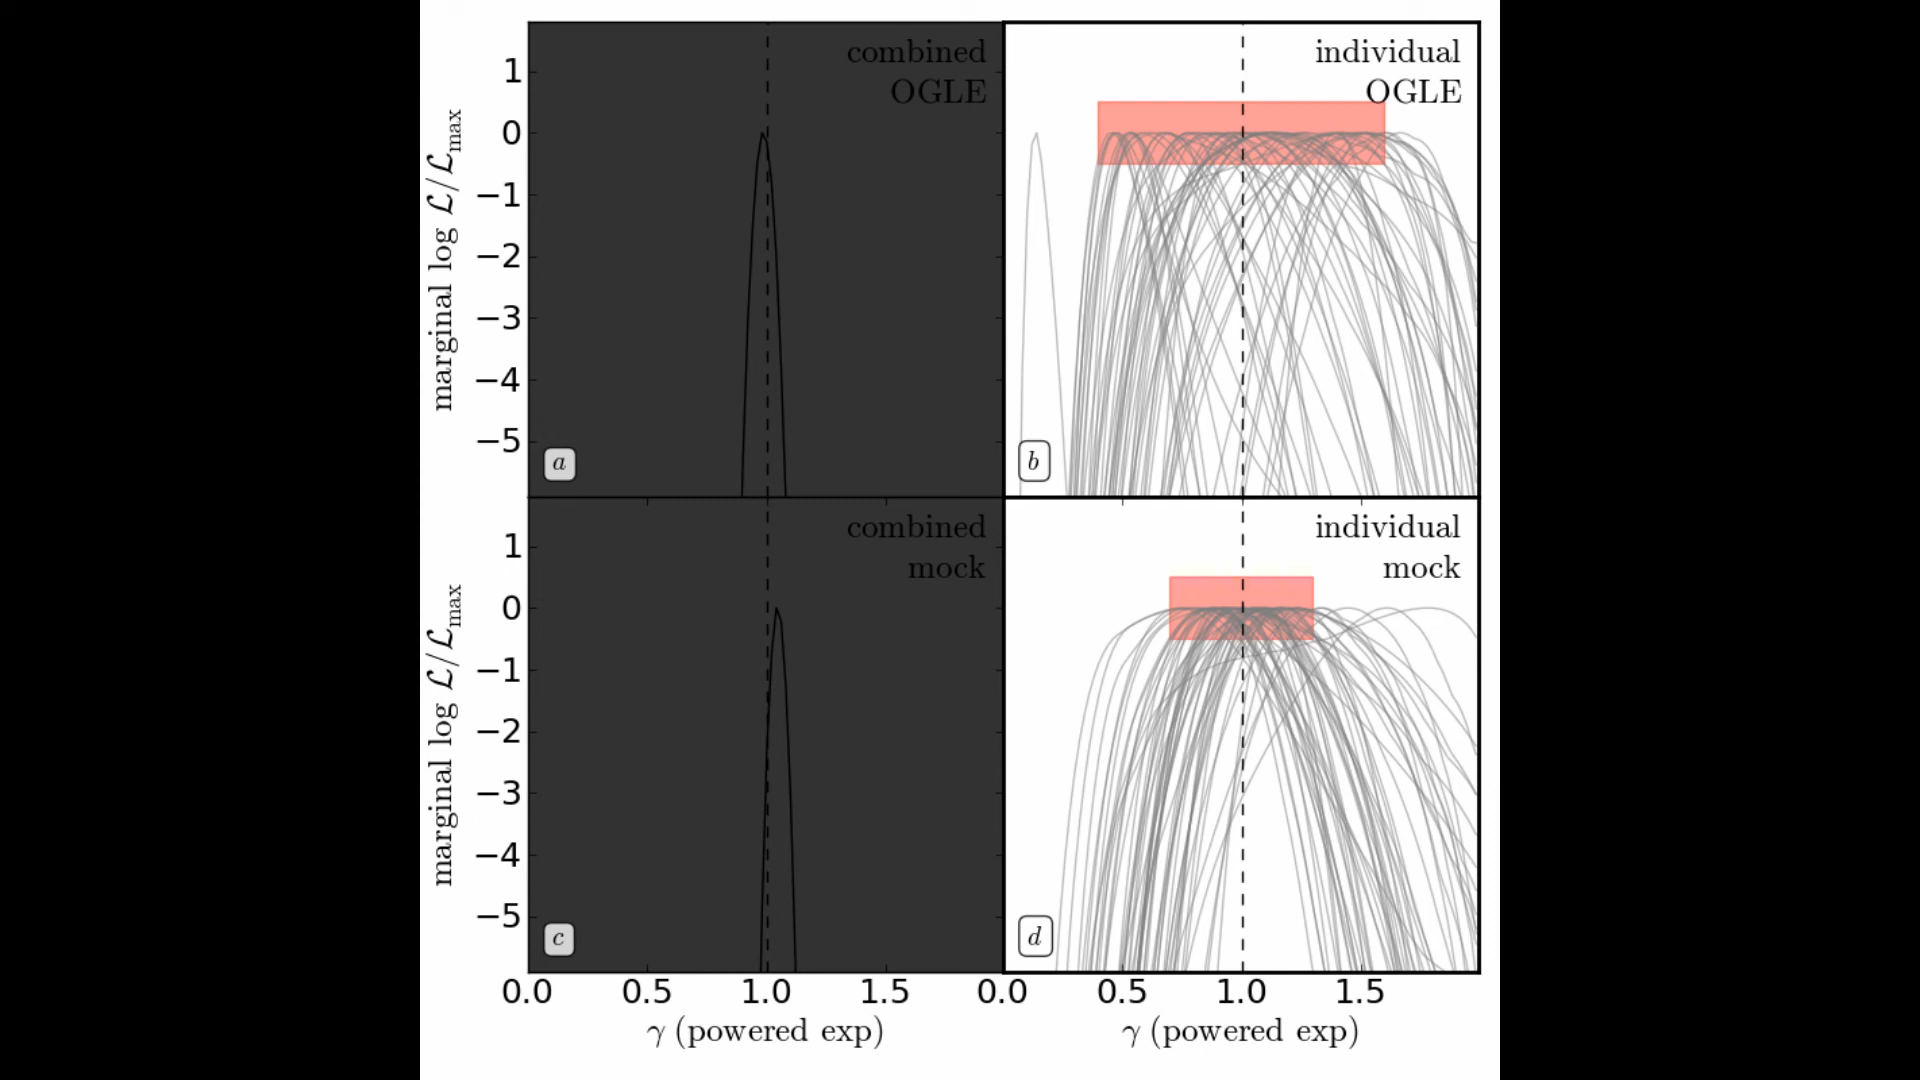 combined
OGLE
individual
OGLE
marginal log ℒ/ℒmax
1
0
−1
−2
−3
−4
−5
a
b
combined
mock
individual
mock
marginal log ℒ/ℒmax
1
0
−1
−2
−3
−4
−5
c
d
0.0 0.5 1.0 1.5 0.0 0.5 1.0 1.5
γ (powered exp) γ (powered exp)